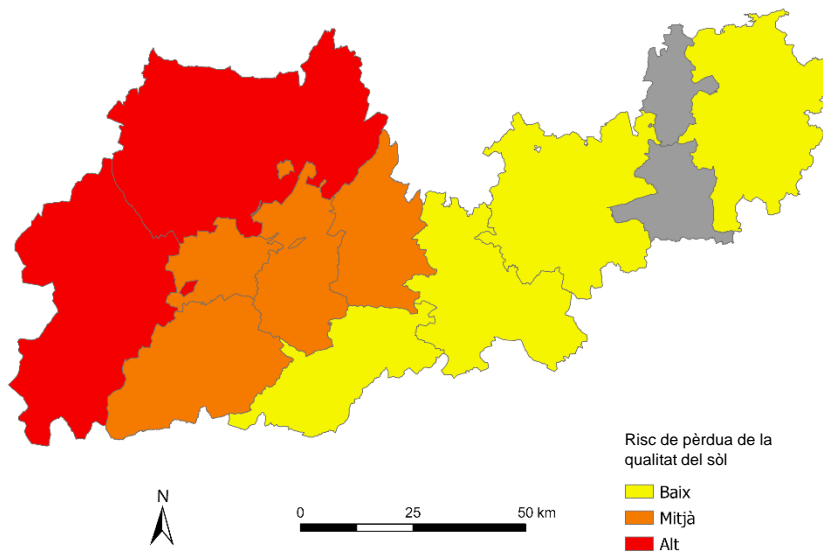 Risc de pèrdua de la
qualitat del sòl
Baix
Mitjà
Alt
N
0 25 50 km